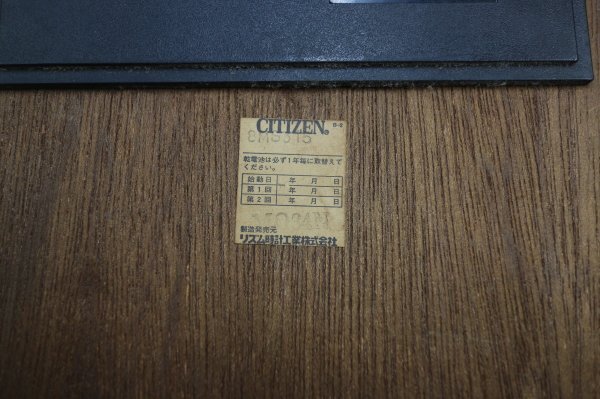 CITIZEN®
D-2
乾電池は必ず1年毎に取替えて
ください。
始動日 年 月 日
第1回 年 月 日
第2回 年 月 日
製造発売元
リズム時計工業株式会社